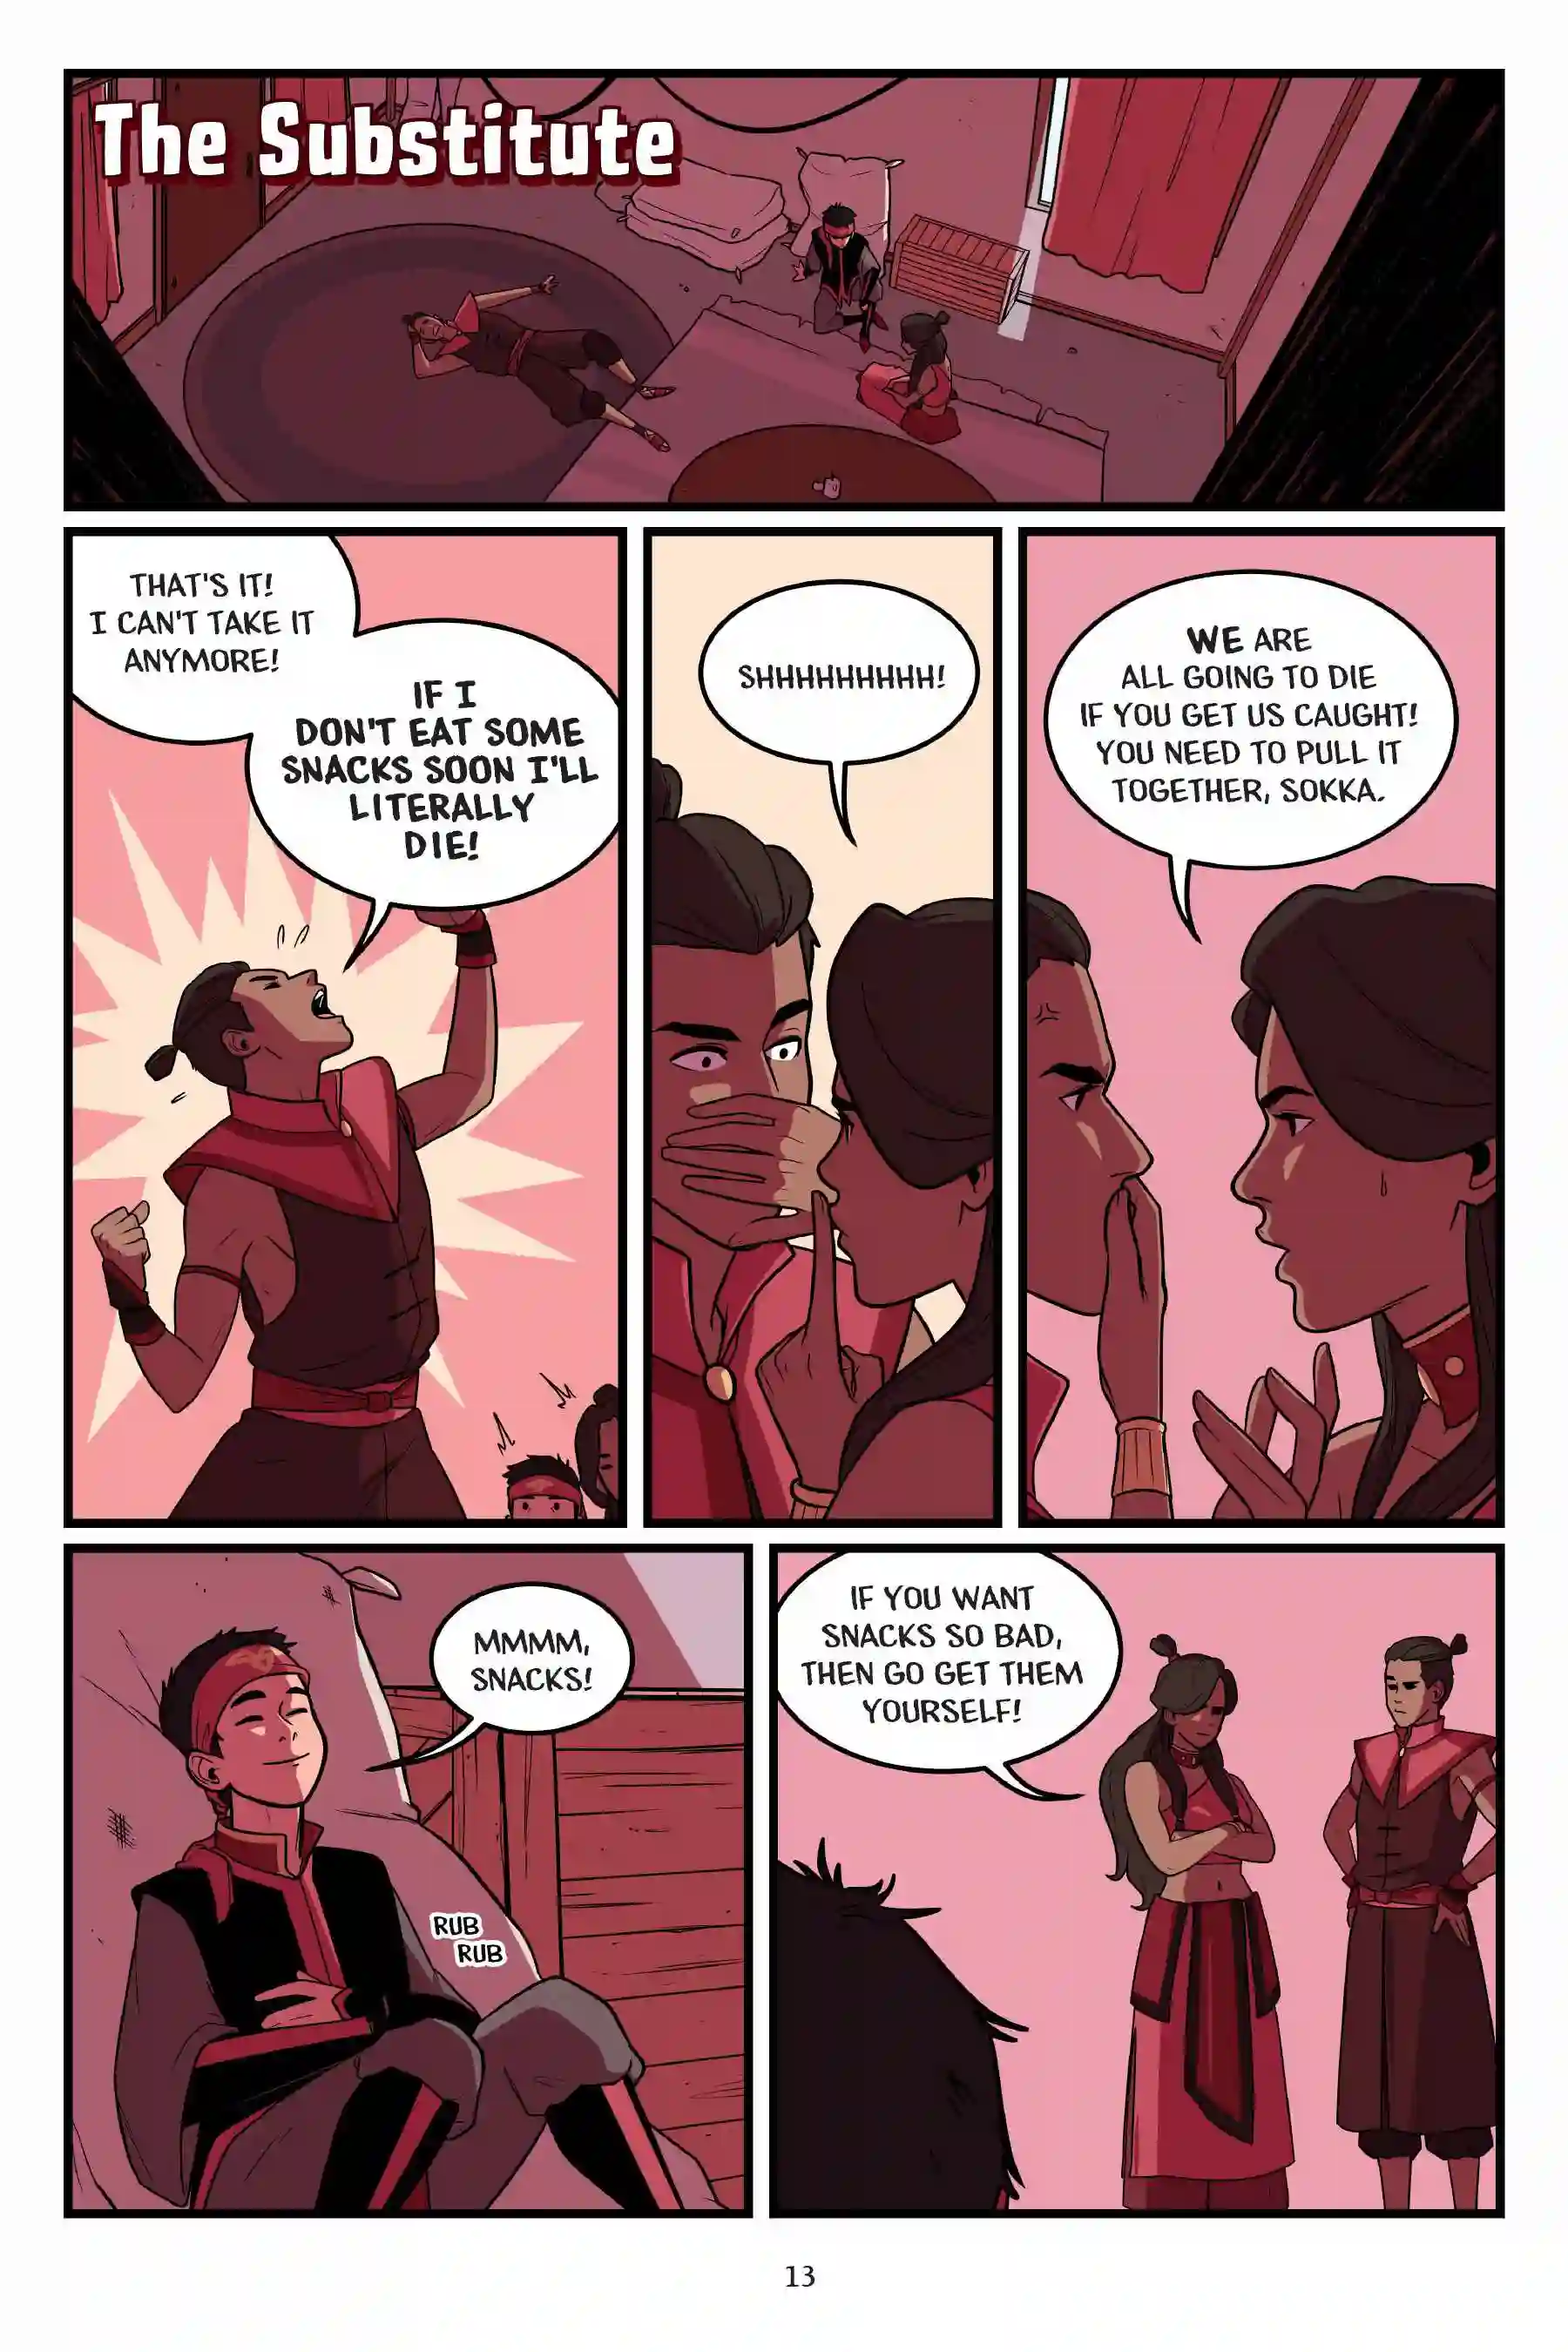 The Substitute
THAT'S IT!
I CAN'T TAKE IT
ANYMORE!
IF I
DON'T EAT SOME
SNACKS SOON I'LL
LITERALLY
DIE!
SHHHHHHHHH!
WE ARE
ALL GOING TO DIE
IF YOU GET US CAUGHT!
YOU NEED TO PULL IT
TOGETHER, SOKKA.
MMMM,
SNACKS!
RUB
RUB
IF YOU WANT
SNACKS SO BAD,
THEN GO GET THEM
YOURSELF!
13